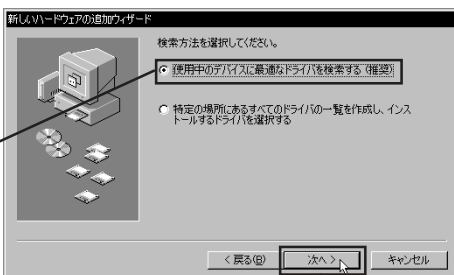 新しいハードウェアの追加ウィザード
検索方法を選択してください。
使用中のデバイスに最適なドライバを検索する (推奨)
特定の場所にあるすべてのドライバの一覧を作成し、インス
トールするドライバを選択する
< 戻る(B)
次へ >
キャンセル